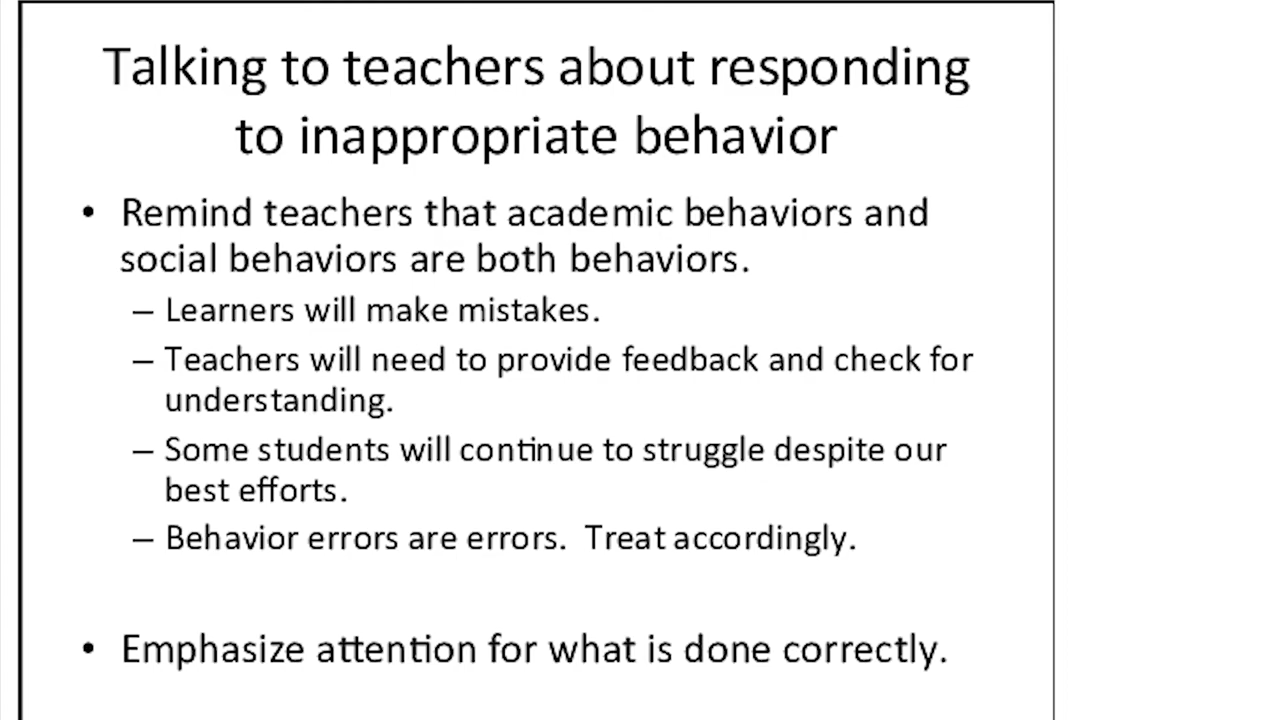 Talking to teachers about responding
to inappropriate behavior
• Remind teachers that academic behaviors and
social behaviors are both behaviors.
– Learners will make mistakes.
– Teachers will need to provide feedback and check for
understanding.
– Some students will continue to struggle despite our
best efforts.
– Behavior errors are errors.  Treat accordingly.
• Emphasize attention for what is done correctly.